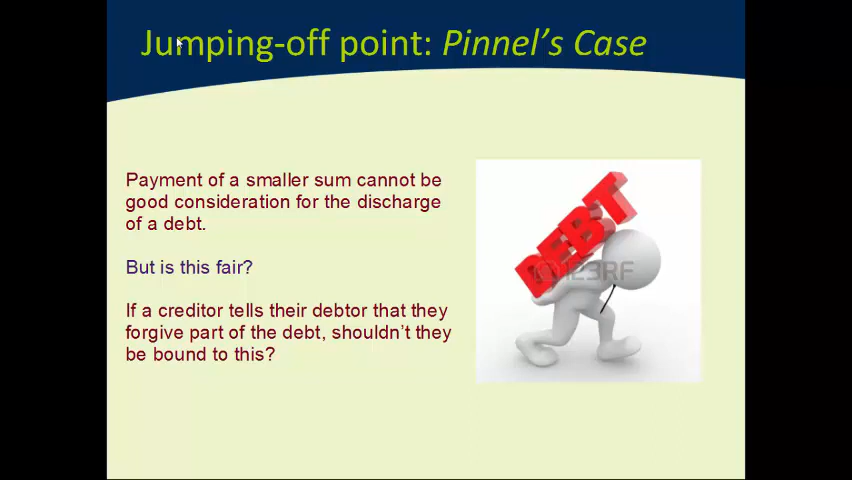 Jumping-off point: Pinnel's Case
Payment of a smaller sum cannot be
good consideration for the discharge
of a debt.
But is this fair?
If a creditor tells their debtor that they
forgive part of the debt, shouldn't they
be bound to this?
DEBT
123RF